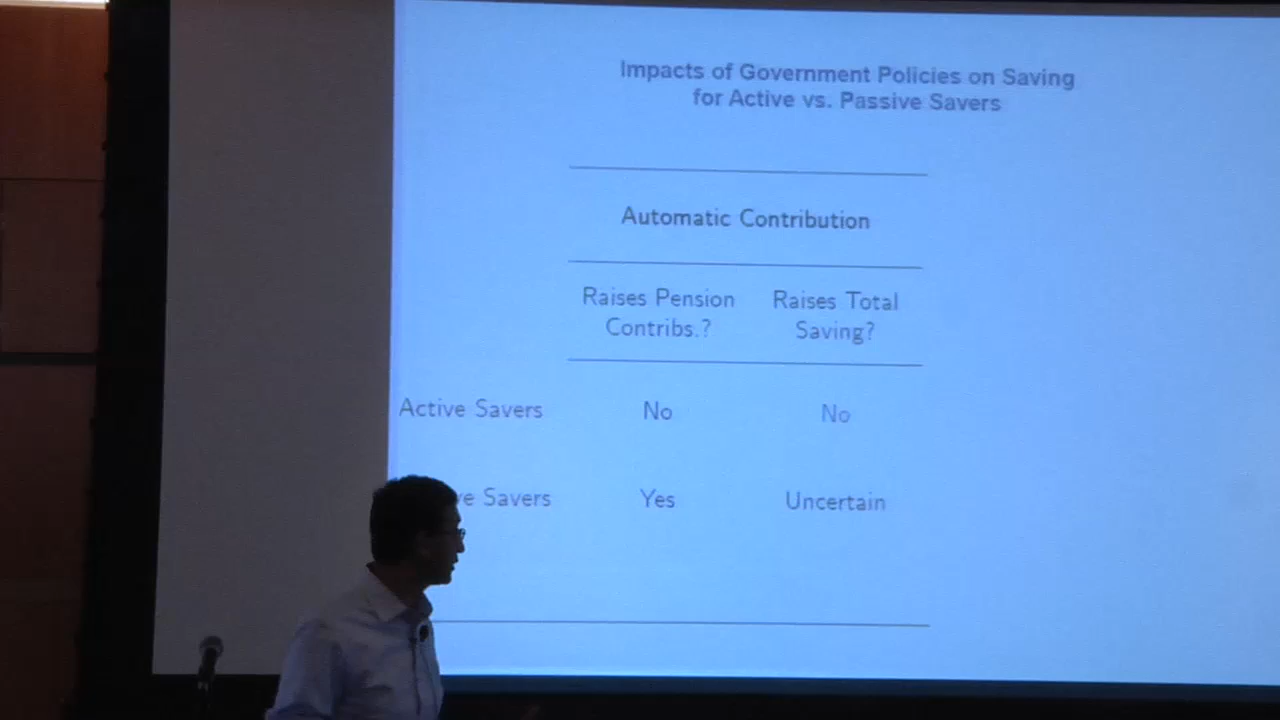 Impacts of Government Policies on Saving
for Active vs. Passive Savers
Automatic Contribution
Raises Pension Raises Total
Contribs.? Saving?
Active Savers No No
ve Savers Yes Uncertain